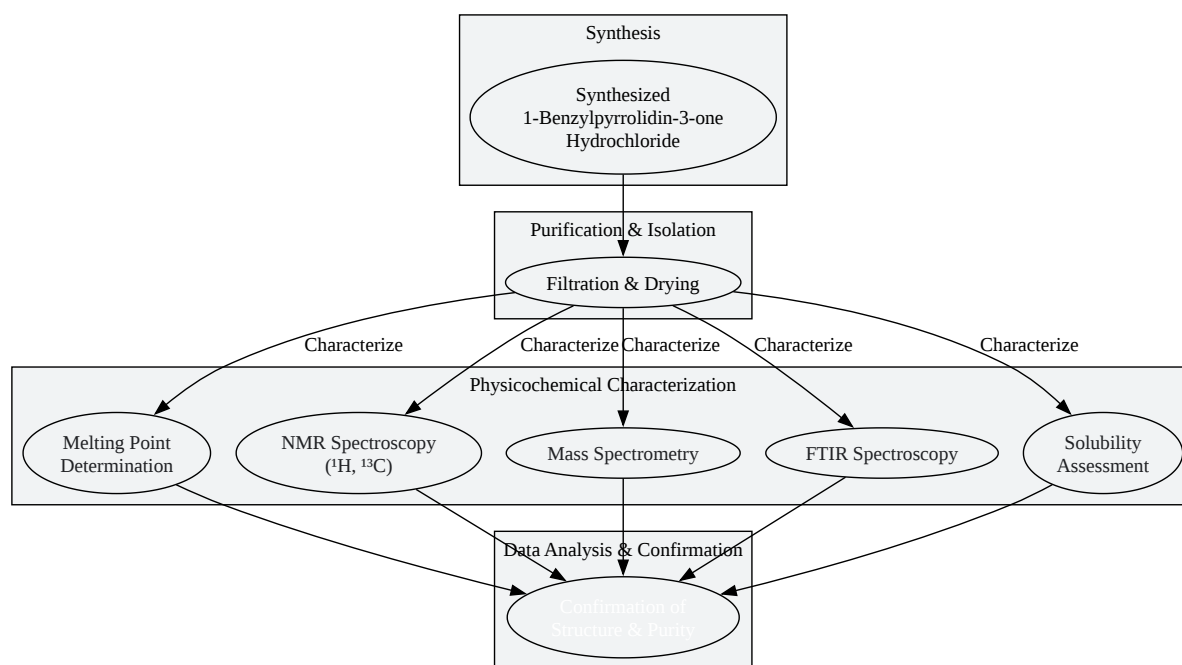 Synthesis
Synthesized
1-Benzylpyrrolidin-3-one
Hydrochloride
Purification & Isolation
Filtration & Drying
Characterize
Characterize
Characterize
Characterize
Characterize
Physicochemical Characterization
Melting Point
Determination
NMR Spectroscopy
(¹H, ¹³C)
Mass Spectrometry
FTIR Spectroscopy
Solubility
Assessment
Data Analysis & Confirmation
Confirmation of
Structure & Purity